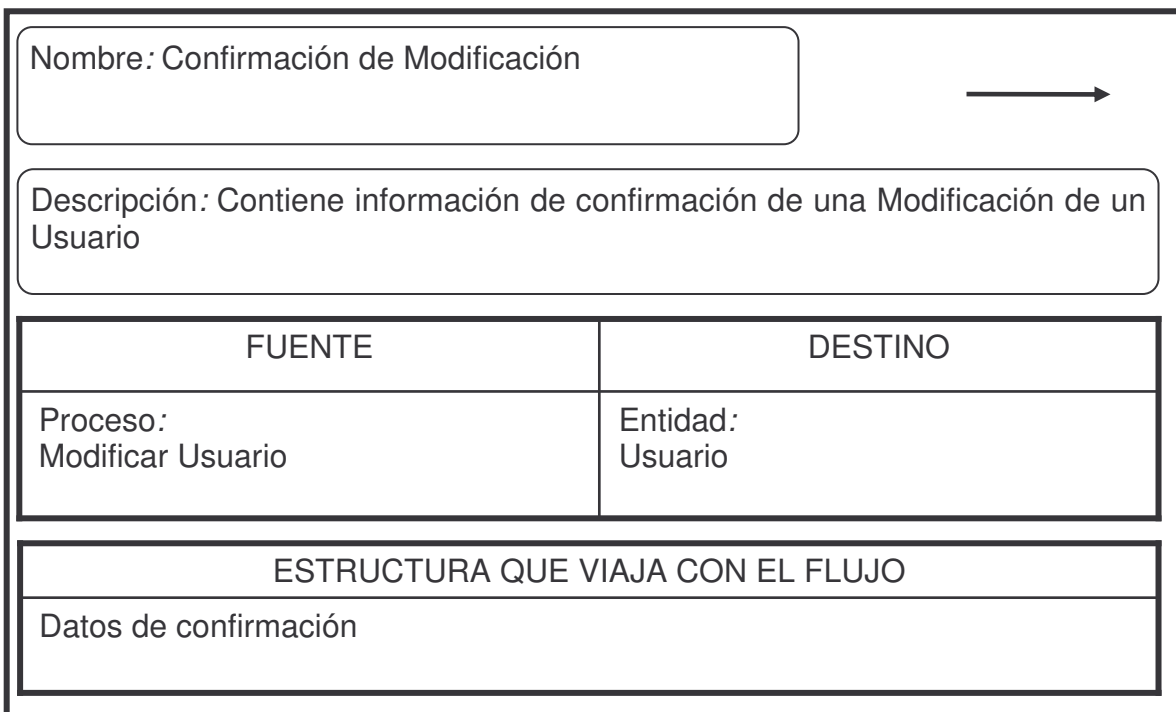 Nombre: Confirmación de Modificación
Descripción: Contiene información de confirmación de una Modificación de un
Usuario
FUENTE
DESTINO
Proceso:
Modificar Usuario
Entidad:
Usuario
ESTRUCTURA QUE VIAJA CON EL FLUJO
Datos de confirmación